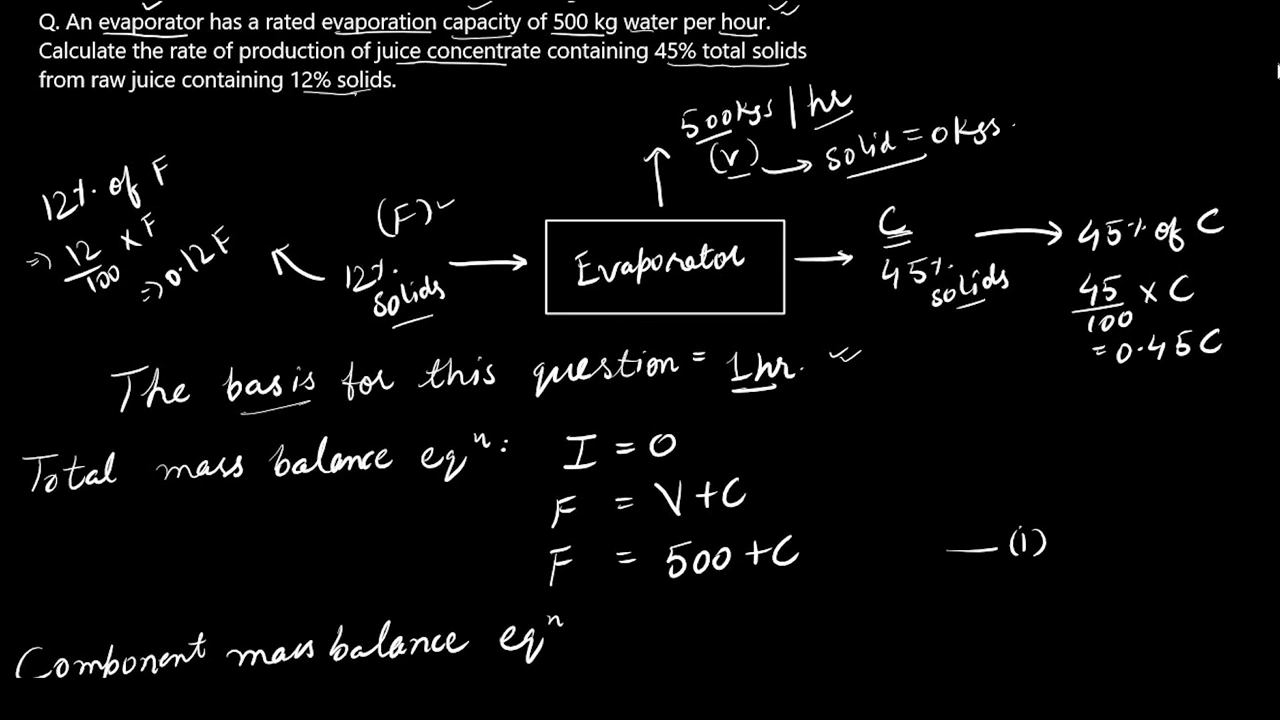 Q. An evaporator has a rated evaporation capacity of 500 kg water per hour.
Calculate the rate of production of juice concentrate containing 45% total solids
from raw juice containing 12% solids.
500kgs / hr
(V) → solid = 0 kgs.
12% of F
⇒ 12/100 × F
⇒ 0.12F
(F)
12%.
solids
Evaporator
C
45%.
solids
45% of C
45/100 × C
= 0.45C
The basis for this question = 1hr.
Total mass balance eqⁿ: I = O
F = V + C
F = 500 + C — (i)
Component mass balance eqⁿ